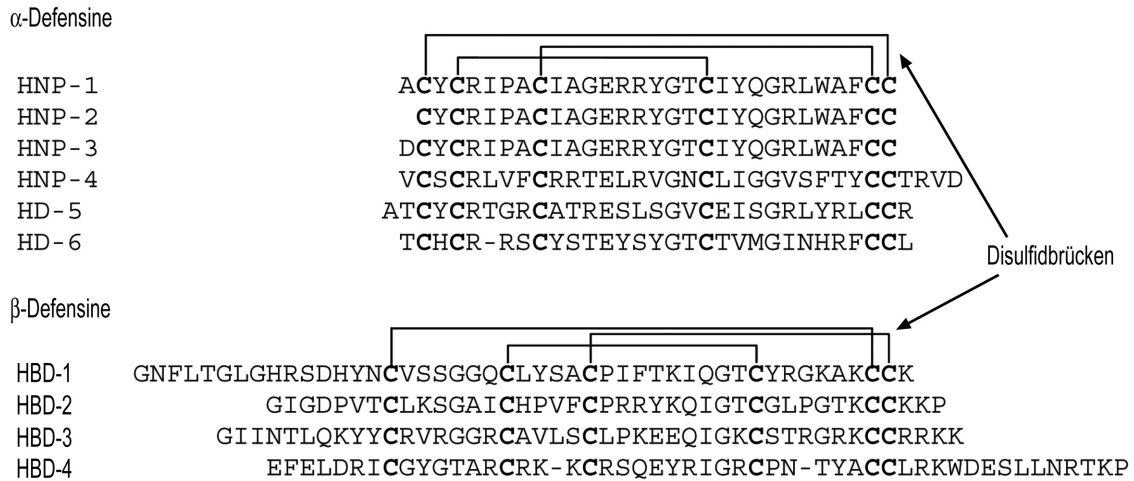 α-Defensine
HNP-1 ACYCRIPACIAGERRYGTCIYQGRLWAFCC
HNP-2 CYCRIPACIAGERRYGTCIYQGRLWAFCC
HNP-3 DCYCRIPACIAGERRYGTCIYQGRLWAFCC
HNP-4 VCSCRLVFCRRTELRVGNCLIGGVSFTYCCTRVD
HD-5 ATCYCRTGRCATRESLSGVCEISGRLYRLCCR
HD-6 TCHCR-RSCYSTEYSYGTCTVMGINHRFCCL
Disulfidbrücken
β-Defensine
HBD-1 GNFLTGLGHRSDHYNCVSSGGQCLYSACPIFTKIQGTCYRGKAKCCK
HBD-2 GIGDPVTCLKSGAICHPVFCPRRYKQIGTCGLPGTKCCKKP
HBD-3 GIINTLQKYYCRVRGGRCAVLSCLPKEEQIGKCSTRGRKCCRRKK
HBD-4 EFELDRICGYGTARCRK-KCRSQEYRIGRCPN-TYACCLRKWDESLLNRTKP